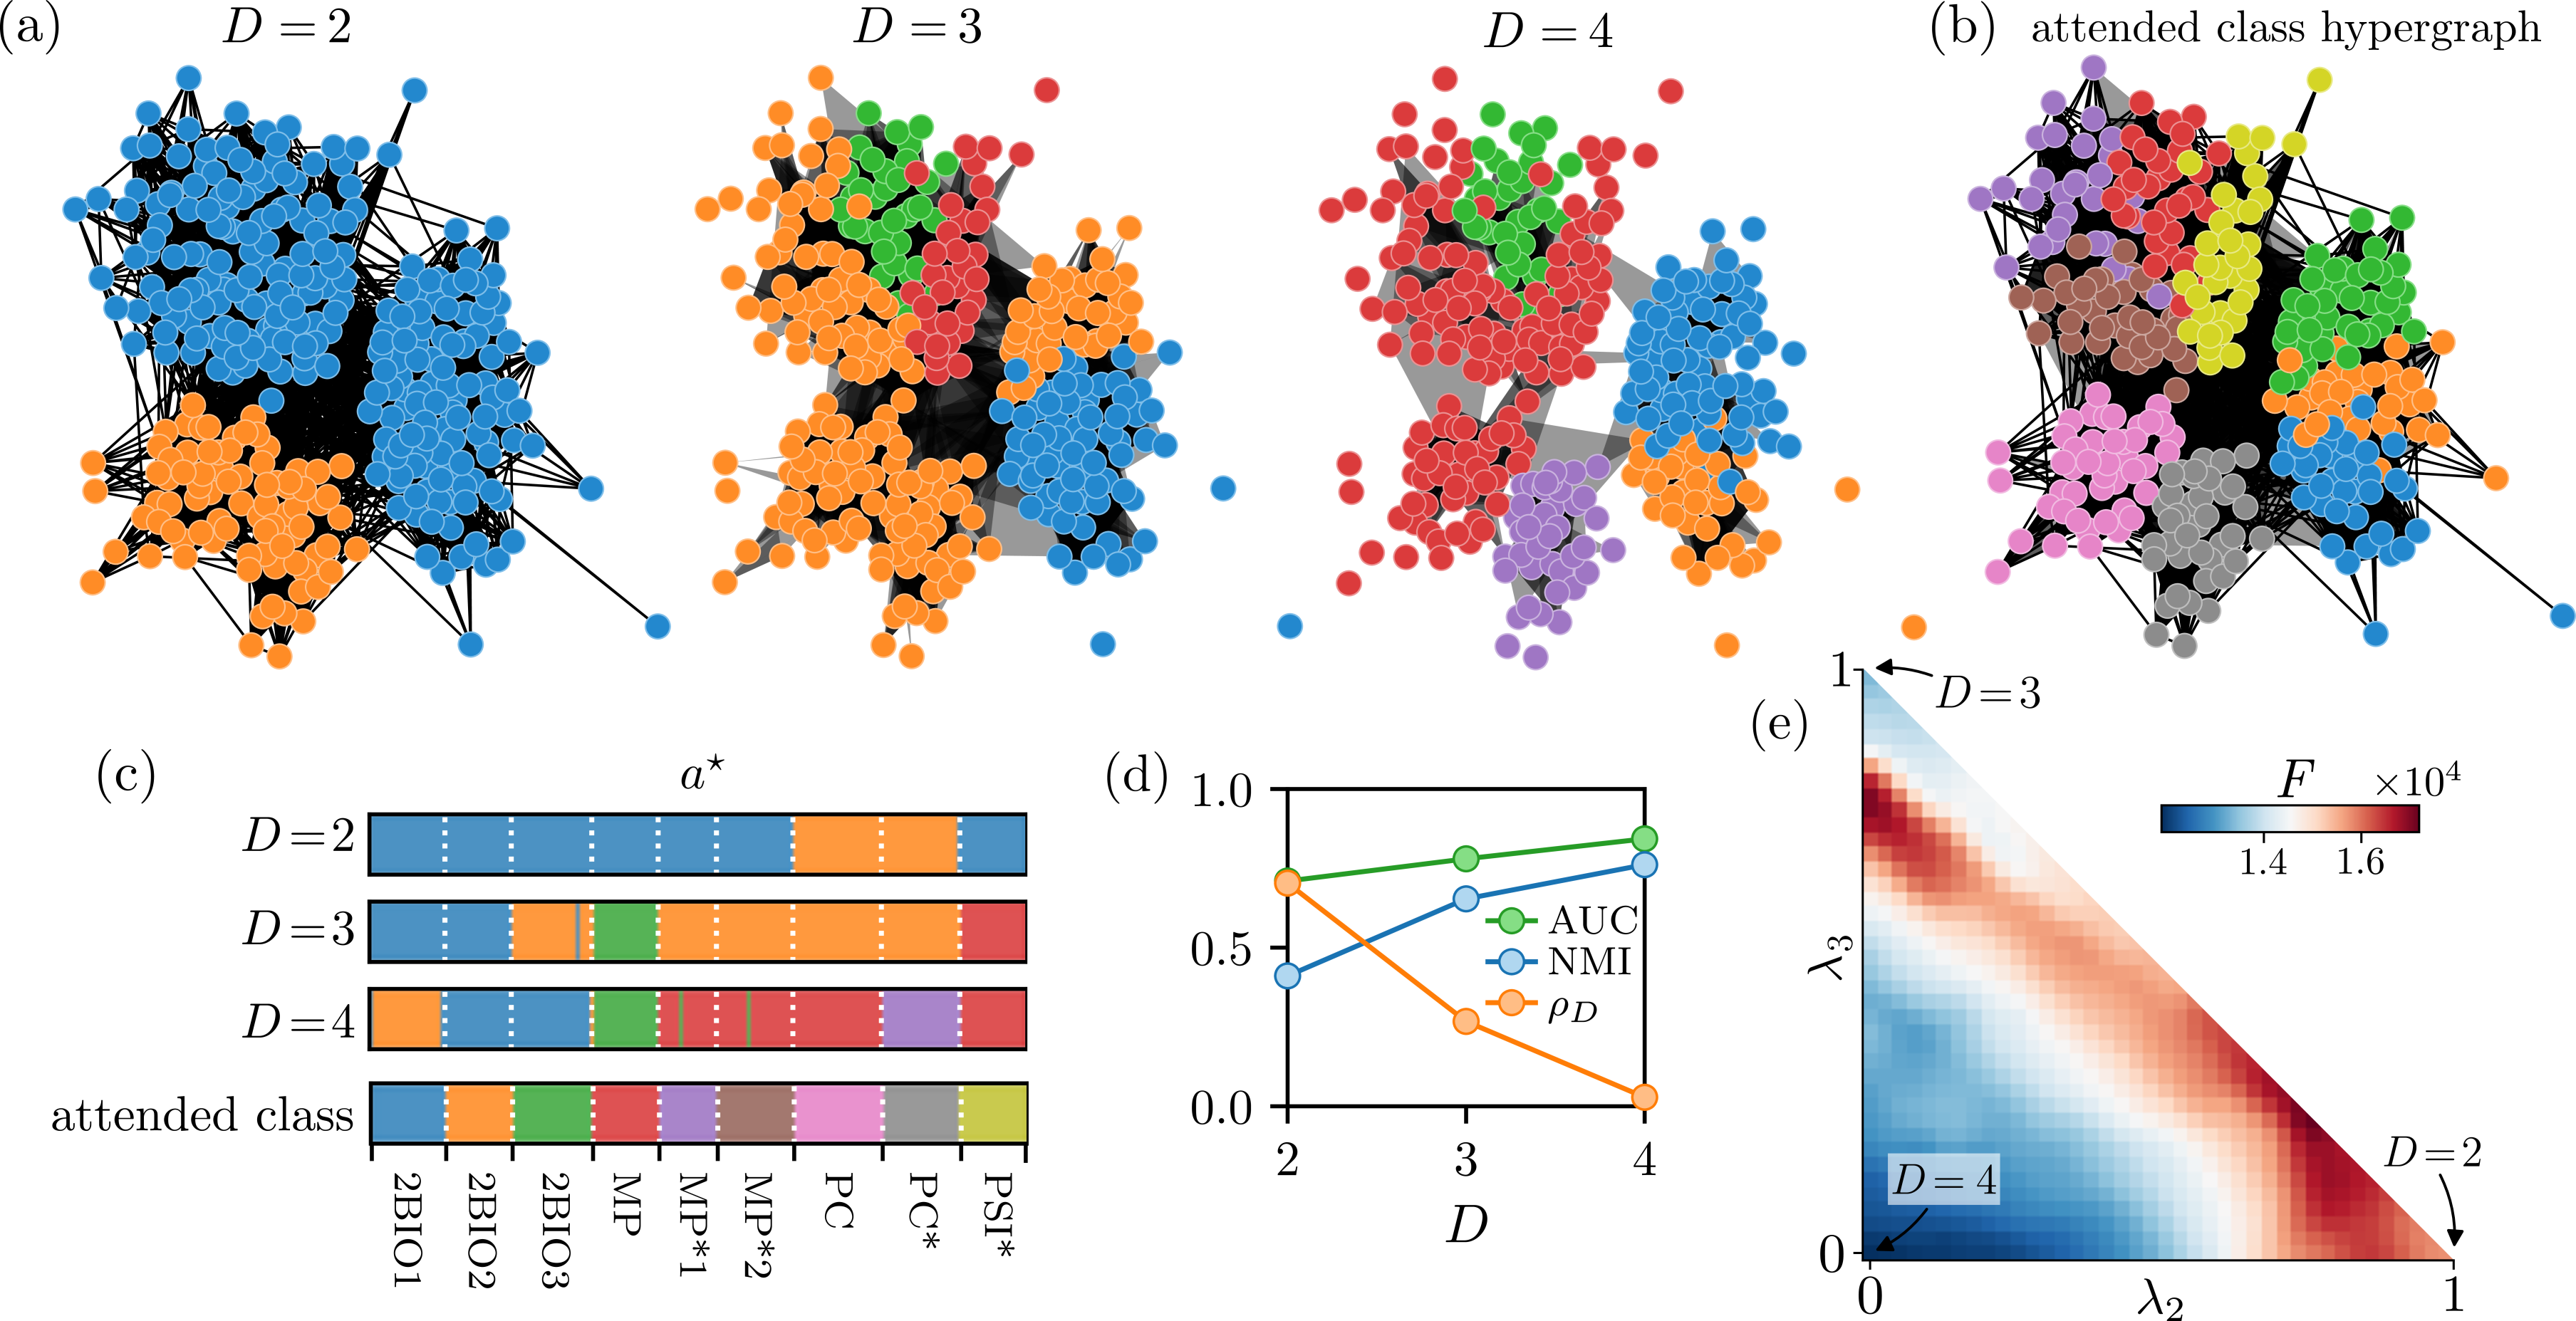 (a)
D = 2
D = 3
D = 4
(b) attended class hypergraph
(c)
a⋆
D = 2
D = 3
D = 4
attended class
2BIO1
2BIO2
2BIO3
MP
MP*1
MP*2
PC
PC*
PSI*
(d)
1.0
0.5
0.0
2
3
4
D
AUC
NMI
ρ_D
(e)
1
D = 3
F
×10⁴
1.4
1.6
λ₃
D = 4
D = 2
0
0
λ₂
1